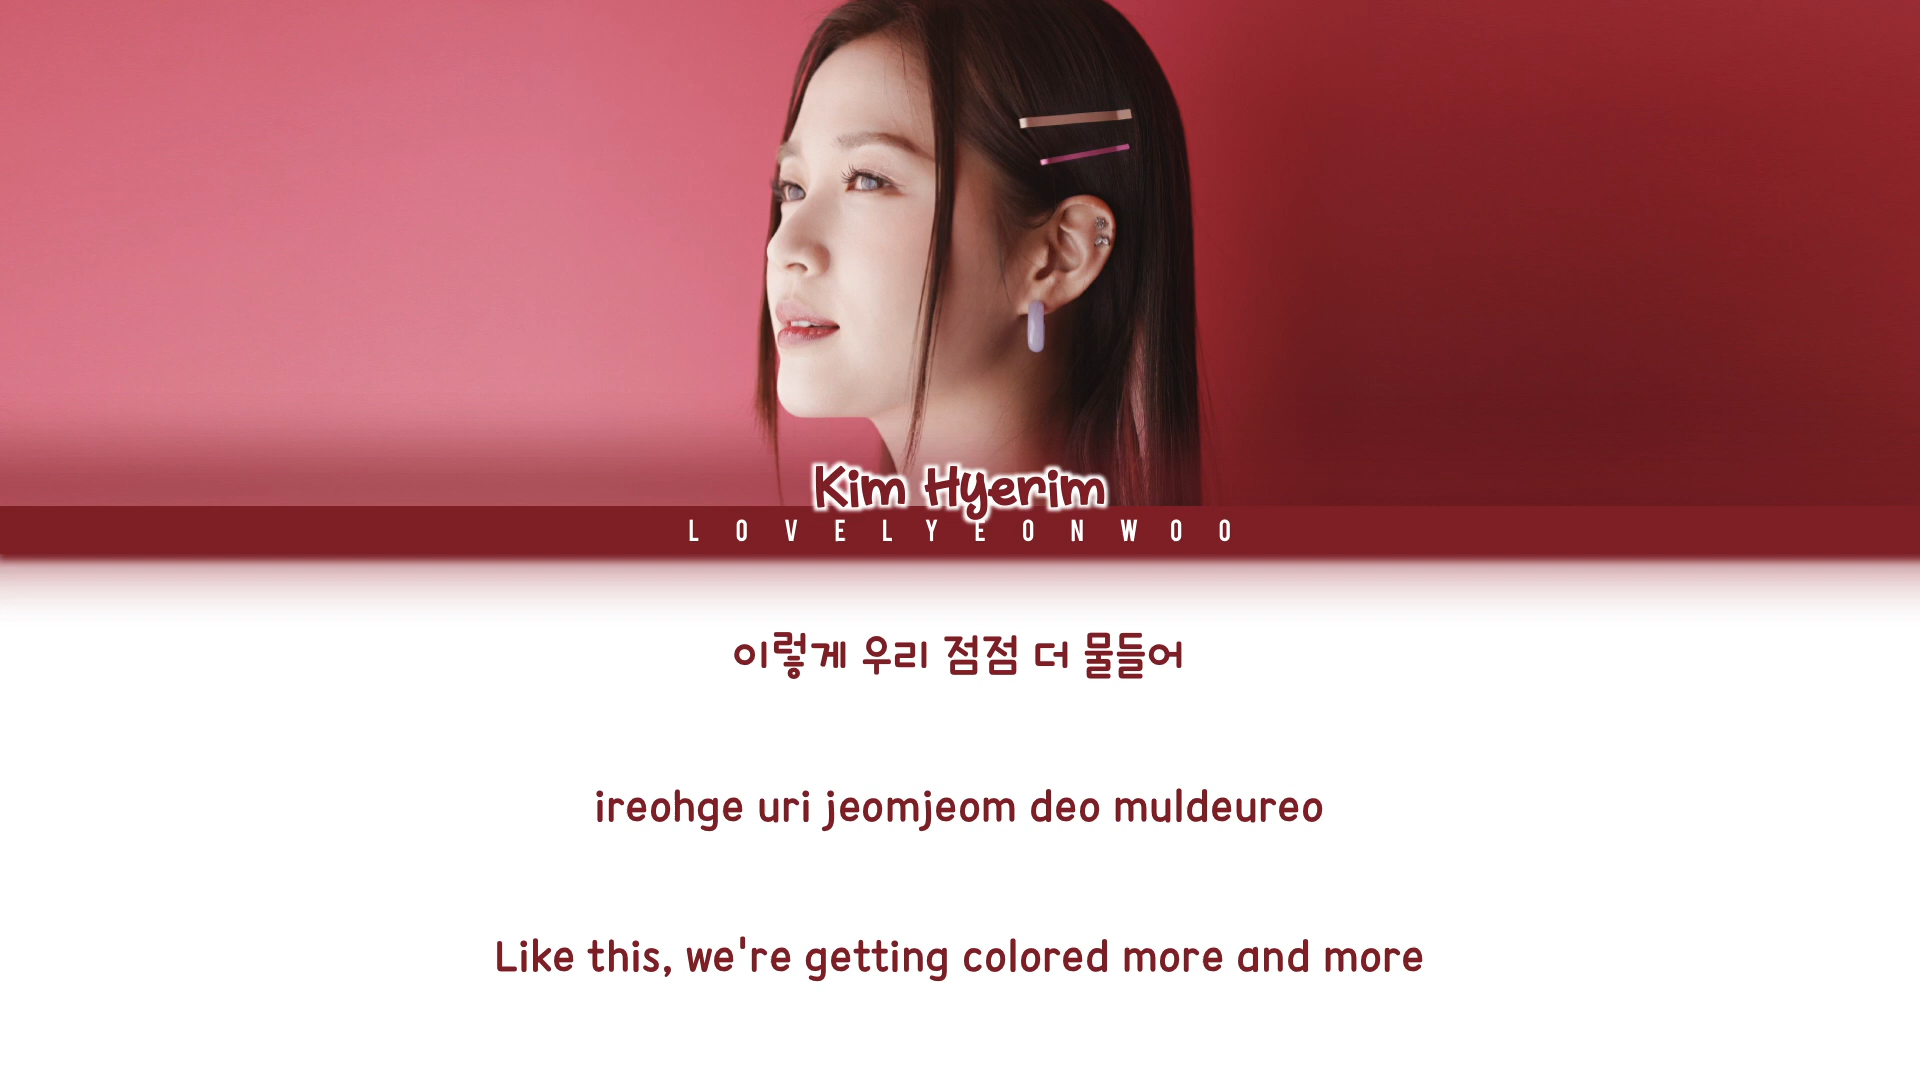 Kim Hyerim
LOVELYEONWOO
이렇게 우리 점점 더 물들어
ireohge uri jeomjeom deo muldeureo
Like this, we're getting colored more and more